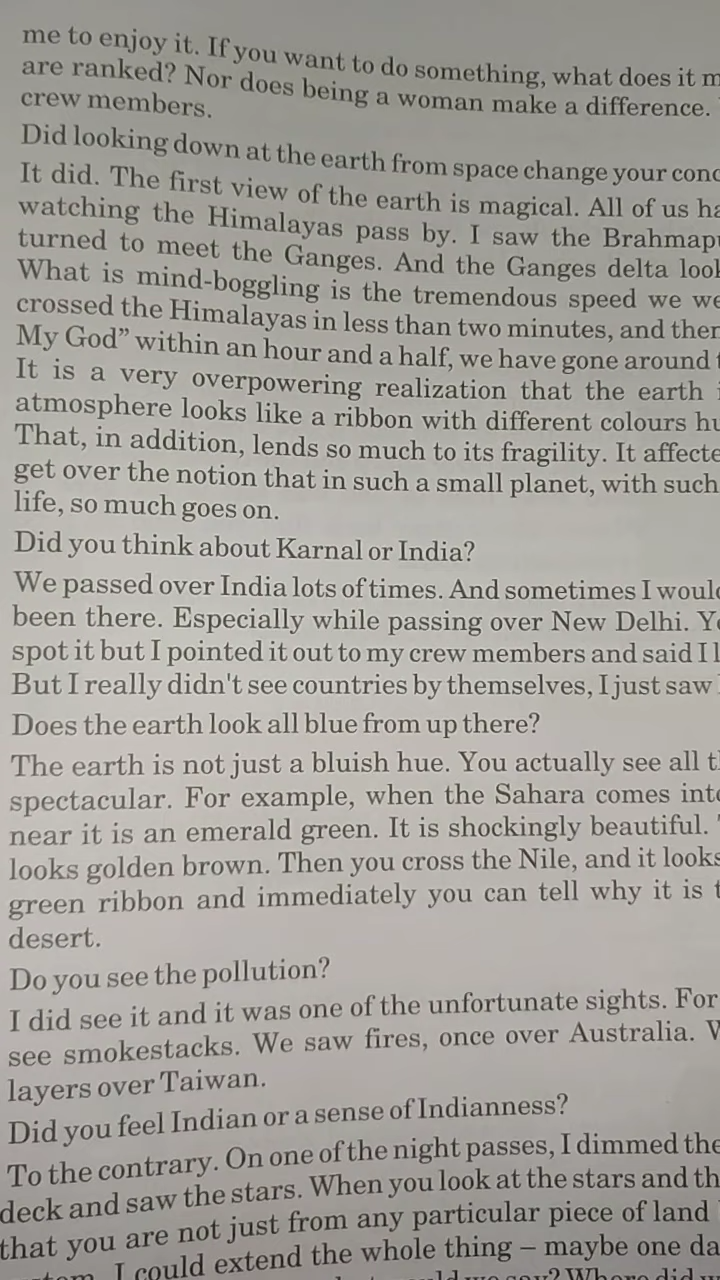 me to enjoy it. If you want to do something, what does it m
are ranked? Nor does being a woman make a difference.
crew members.
Did looking down at the earth from space change your conc
It did. The first view of the earth is magical. All of us ha
watching the Himalayas pass by. I saw the Brahmapu
turned to meet the Ganges. And the Ganges delta look
What is mind-boggling is the tremendous speed we we
crossed the Himalayas in less than two minutes, and then
My God" within an hour and a half, we have gone around t
It is a very overpowering realization that the earth i
atmosphere looks like a ribbon with different colours hu
That, in addition, lends so much to its fragility. It affecte
get over the notion that in such a small planet, with such
life, so much goes on.
Did you think about Karnal or India?
We passed over India lots of times. And sometimes I would
been there. Especially while passing over New Delhi. Yo
spot it but I pointed it out to my crew members and said I l
But I really didn't see countries by themselves, I just saw
Does the earth look all blue from up there?
The earth is not just a bluish hue. You actually see all th
spectacular. For example, when the Sahara comes into
near it is an emerald green. It is shockingly beautiful.
looks golden brown. Then you cross the Nile, and it looks
green ribbon and immediately you can tell why it is t
desert.
Do you see the pollution?
I did see it and it was one of the unfortunate sights. For
see smokestacks. We saw fires, once over Australia. W
layers over Taiwan.
Did you feel Indian or a sense of Indianness?
To the contrary. On one of the night passes, I dimmed the
deck and saw the stars. When you look at the stars and th
that you are not just from any particular piece of land
I could extend the whole thing – maybe one da